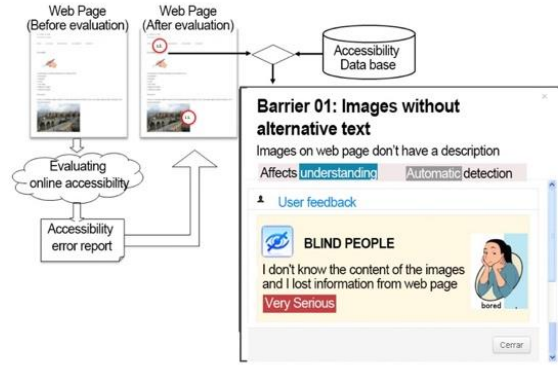 Web Page
(Before evaluation)
Web Page
(After evaluation)
Accessibility
Data base
Evaluating
online accessibility
Accessibility
error report
Barrier 01: Images without
alternative text
Images on web page don't have a description
Affects understanding
Automatic detection
User feedback
BLIND PEOPLE
I don't know the content of the images
and I lost information from web page
Very Serious
bored
Cerrar